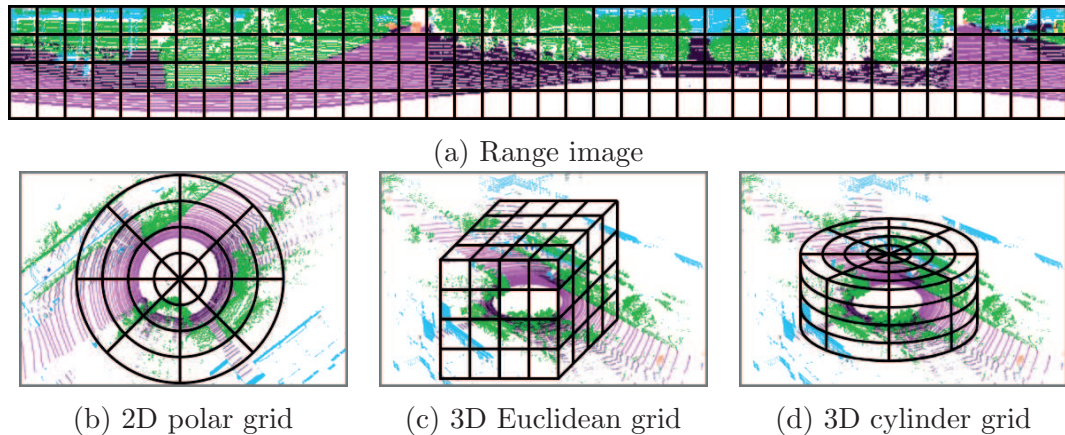 (a) Range image
(b) 2D polar grid
(c) 3D Euclidean grid
(d) 3D cylinder grid